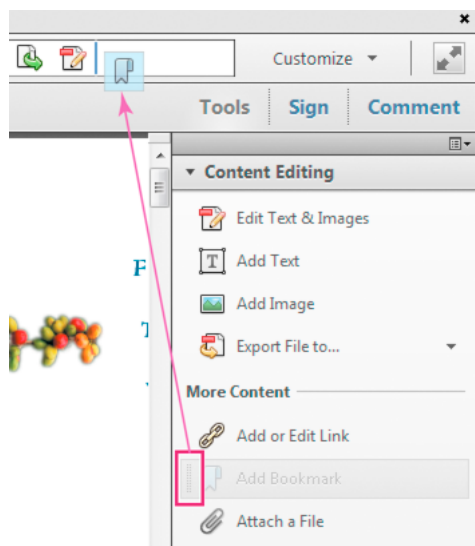 Customize
Tools Sign Comment
Content Editing
Edit Text & Images
Add Text
Add Image
Export File to...
More Content
Add or Edit Link
Add Bookmark
Attach a File
F